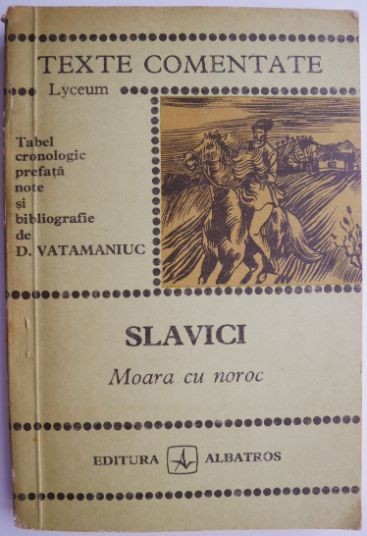 TEXTE COMENTATE
Lyceum
Tabel
cronologic
prefață
note
și
bibliografie
de
D. VATAMANIUC
SLAVICI
Moara cu noroc
EDITURA ALBATROS